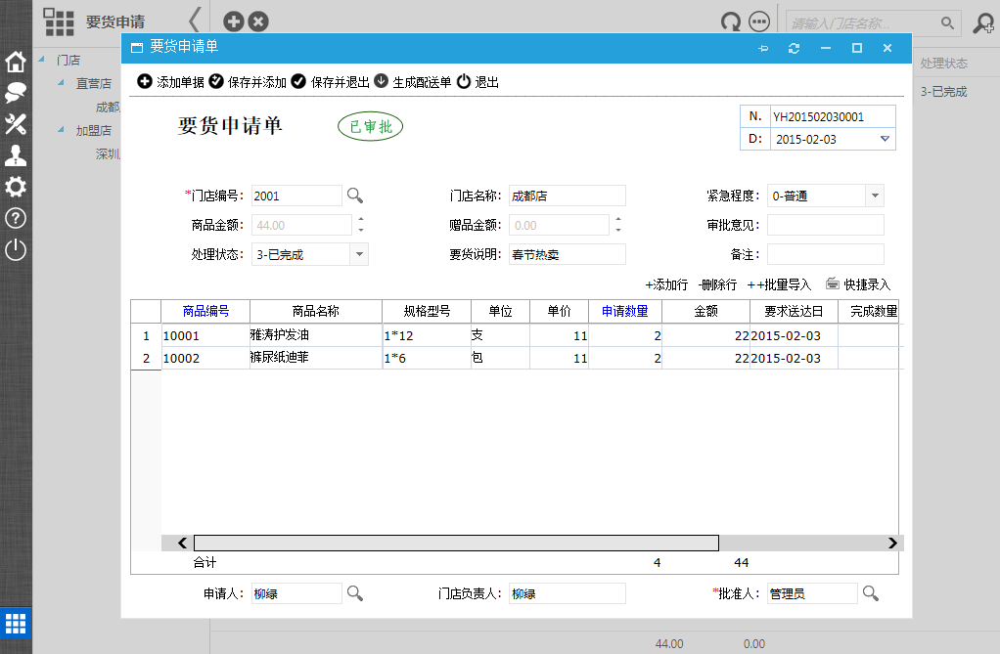 要货申请
请输入门店名称...
门店
直营店
成都
加盟店
深圳
处理状态
3-已完成
要货申请单
添加单据 保存并添加 保存并退出 生成配送单 退出
要货申请单
已审批
N. YH201502030001
D: 2015-02-03
*门店编号: 2001
门店名称: 成都店
紧急程度: 0-普通
商品金额: 44.00
赠品金额: 0.00
审批意见:
处理状态: 3-已完成
要货说明: 春节热卖
备注:
+添加行 -删除行 ++批量导入 快捷录入
商品编号 商品名称 规格型号 单位 单价 申请数量 金额 要求送达日 完成数量
1 10001 雅涛护发油 1*12 支 11 2 22 2015-02-03
2 10002 裤尿纸迪菲 1*6 包 11 2 22 2015-02-03
合计 4 44
申请人: 柳绿
门店负责人: 柳绿
*批准人: 管理员
44.00 0.00